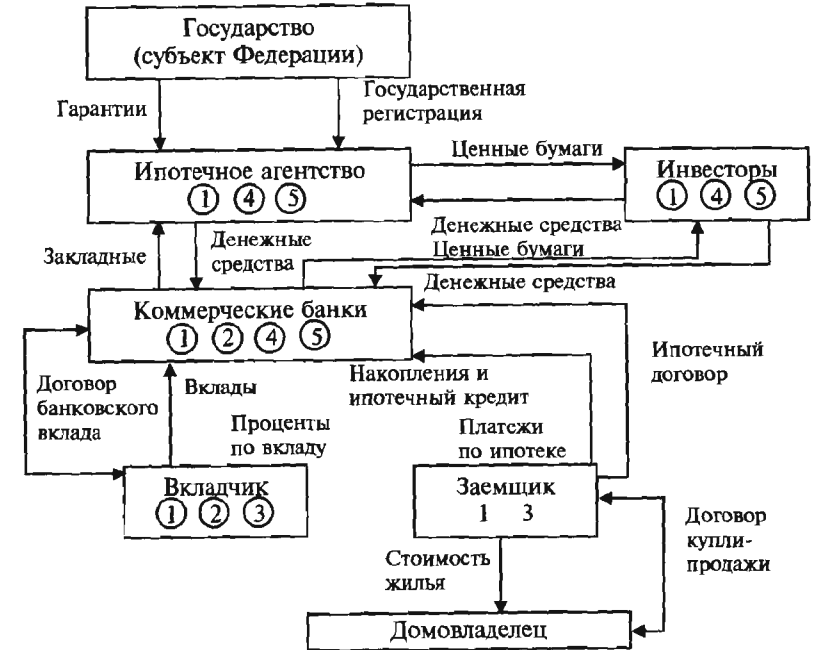 Государство
(субъект Федерации)
Гарантии
Государственная
регистрация
Ипотечное агентство
1 4 5
Ценные бумаги
Инвесторы
1 4 5
Закладные
Денежные
средства
Денежные средства
Ценные бумаги
Денежные средства
Коммерческие банки
1 2 4 5
Ипотечный
договор
Договор
банковского
вклада
Вклады
Накопления и
ипотечный кредит
Проценты
по вкладу
Платежи
по ипотеке
Вкладчик
1 2 3
Заемщик
1 3
Договор
купли-
продажи
Стоимость
жилья
Домовладелец